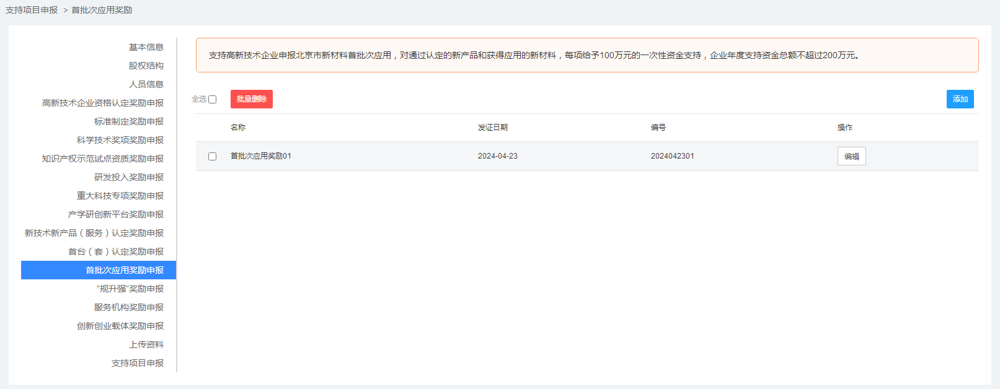 支持项目申报 > 首批次应用奖励
基本信息
股权结构
人员信息
高新技术企业资格认定奖励申报
标准制定奖励申报
科学技术奖项奖励申报
知识产权示范试点资质奖励申报
研发投入奖励申报
重大科技专项奖励申报
产学研创新平台奖励申报
新技术新产品（服务）认定奖励申报
首台（套）认定奖励申报
首批次应用奖励申报
"规升强"奖励申报
服务机构奖励申报
创新创业载体奖励申报
上传资料
支持项目申报
支持高新技术企业申报北京市新材料首批次应用，对通过认定的新产品和获得应用的新材料，每项给予100万元的一次性资金支持，企业年度支持资金总额不超过200万元。
全选 批量删除 添加
名称 发证日期 编号 操作
首批次应用奖励01 2024-04-23 2024042301 编辑